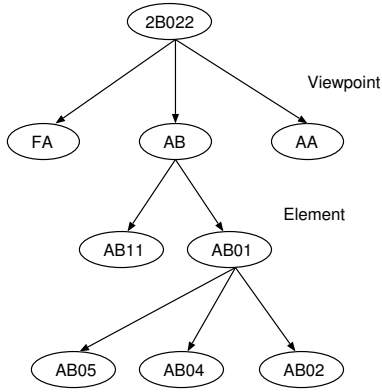 2B022
Viewpoint
FA
AB
AA
Element
AB11
AB01
AB05
AB04
AB02